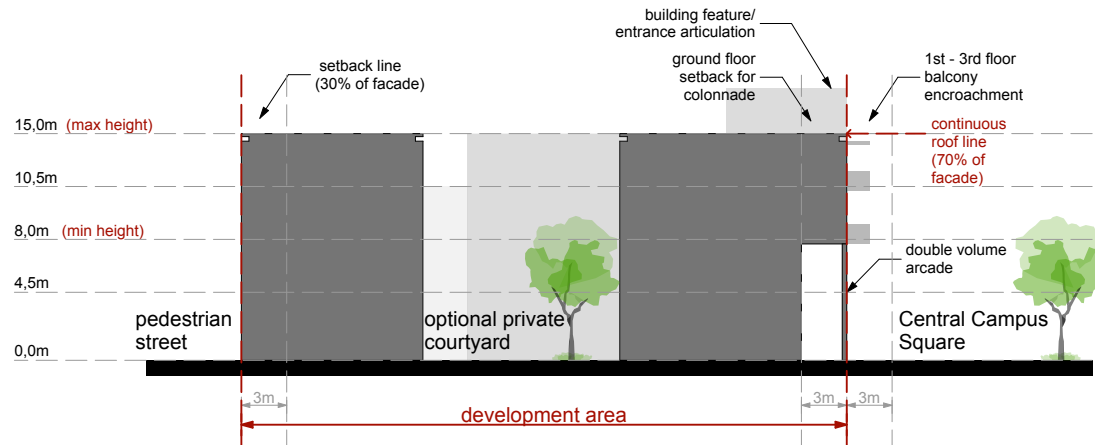 building feature/
entrance articulation
setback line
(30% of facade)
ground floor
setback for
colonnade
1st - 3rd floor
balcony
encroachment
15,0m (max height)
continuous
roof line
(70% of
facade)
10,5m
8,0m (min height)
double volume
arcade
4,5m
pedestrian
street
optional private
courtyard
Central Campus
Square
0,0m
3m
3m
3m
development area